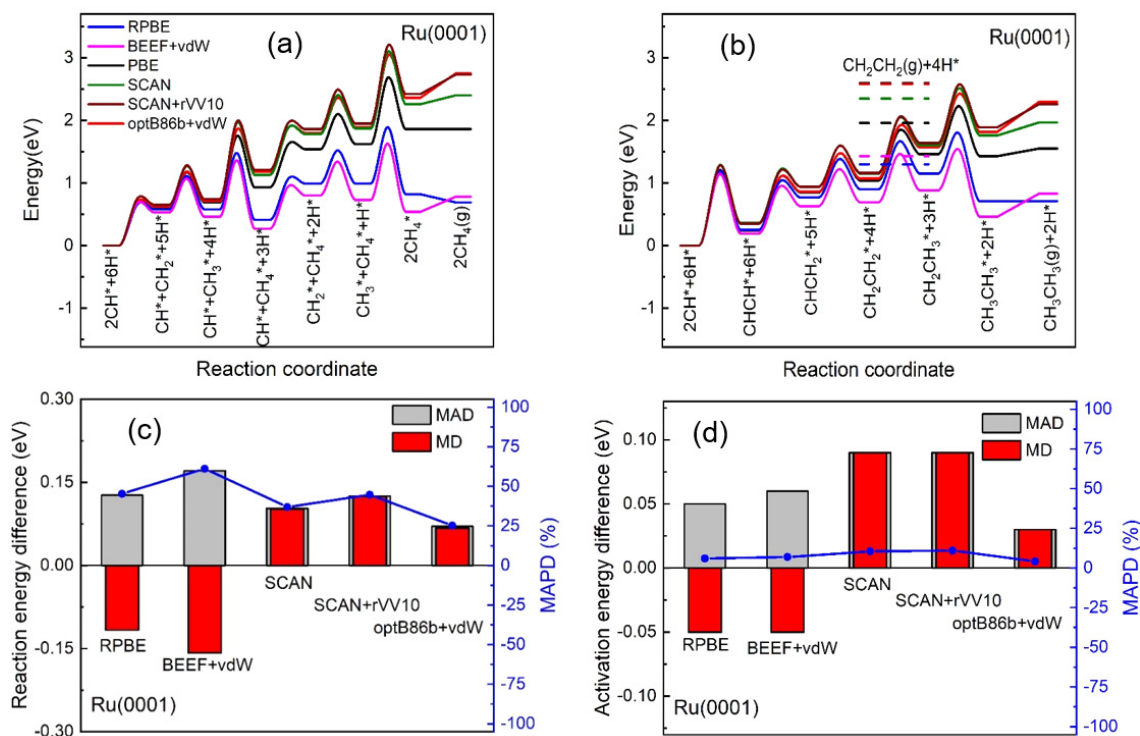 (a)
Ru(0001)
RPBE
BEEF+vdW
PBE
SCAN
SCAN+rVV10
optB86b+vdW
Energy (eV)
3
2
1
0
-1
2CH*+6H*
CH*+CH₂*+5H*
CH*+CH₃*+4H*
CH*+CH₄*+3H*
CH₂*+CH₄*+2H*
CH₃*+CH₄*+H*
2CH₄*
2CH₄(g)
Reaction coordinate
(b)
Ru(0001)
CH₂CH₂(g)+4H*
Energy(eV)
3
2
1
0
-1
2CH*+6H*
CHCH*+6H*
CHCH₂*+5H*
CH₂CH₂*+4H*
CH₂CH₃*+3H*
CH₃CH₃*+2H*
CH₃CH₃(g)+2H*
Reaction coordinate
(c)
MAD
MD
Reaction energy difference (eV)
0.30
0.15
0.00
-0.15
-0.30
RPBE
BEEF+vdW
SCAN
SCAN+rVV10
optB86b+vdW
Ru(0001)
100
75
50
25
0
-25
-50
-75
-100
MAPD (%)
(d)
MAD
MD
Activation energy difference (eV)
0.10
0.05
0.00
-0.05
-0.10
RPBE
BEEF+vdW
SCAN
SCAN+rVV10
optB86b+vdW
Ru(0001)
100
75
50
25
0
-25
-50
-75
-100
MAPD (%)